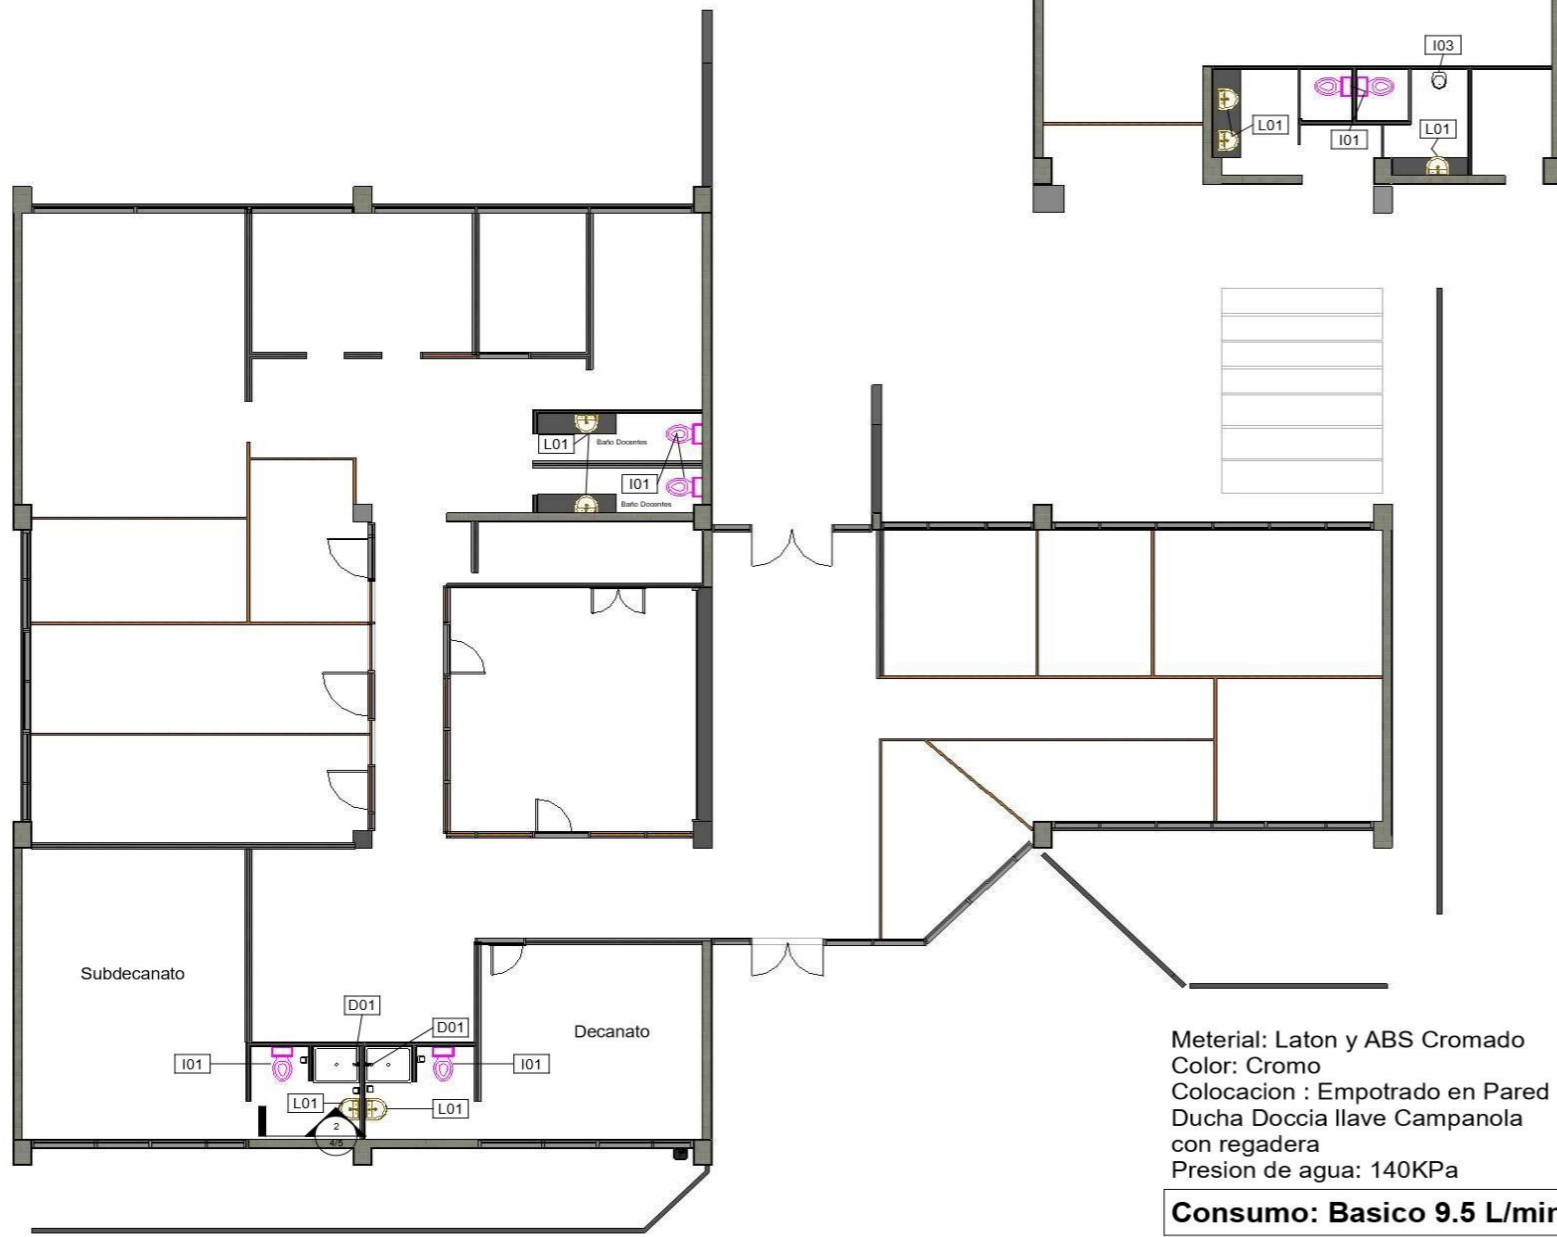 I03
L01
I01
L01
L01
Baño Docentes
I01
Baño Docentes
Subdecanato
D01
D01
Decanato
I01
I01
L01
L01
2
4/5
Meterial: Laton y ABS Cromado
Color: Cromo
Colocacion : Empotrado en Pared
Ducha Doccia llave Campanola
con regadera
Presion de agua: 140KPa
Consumo: Basico 9.5 L/min